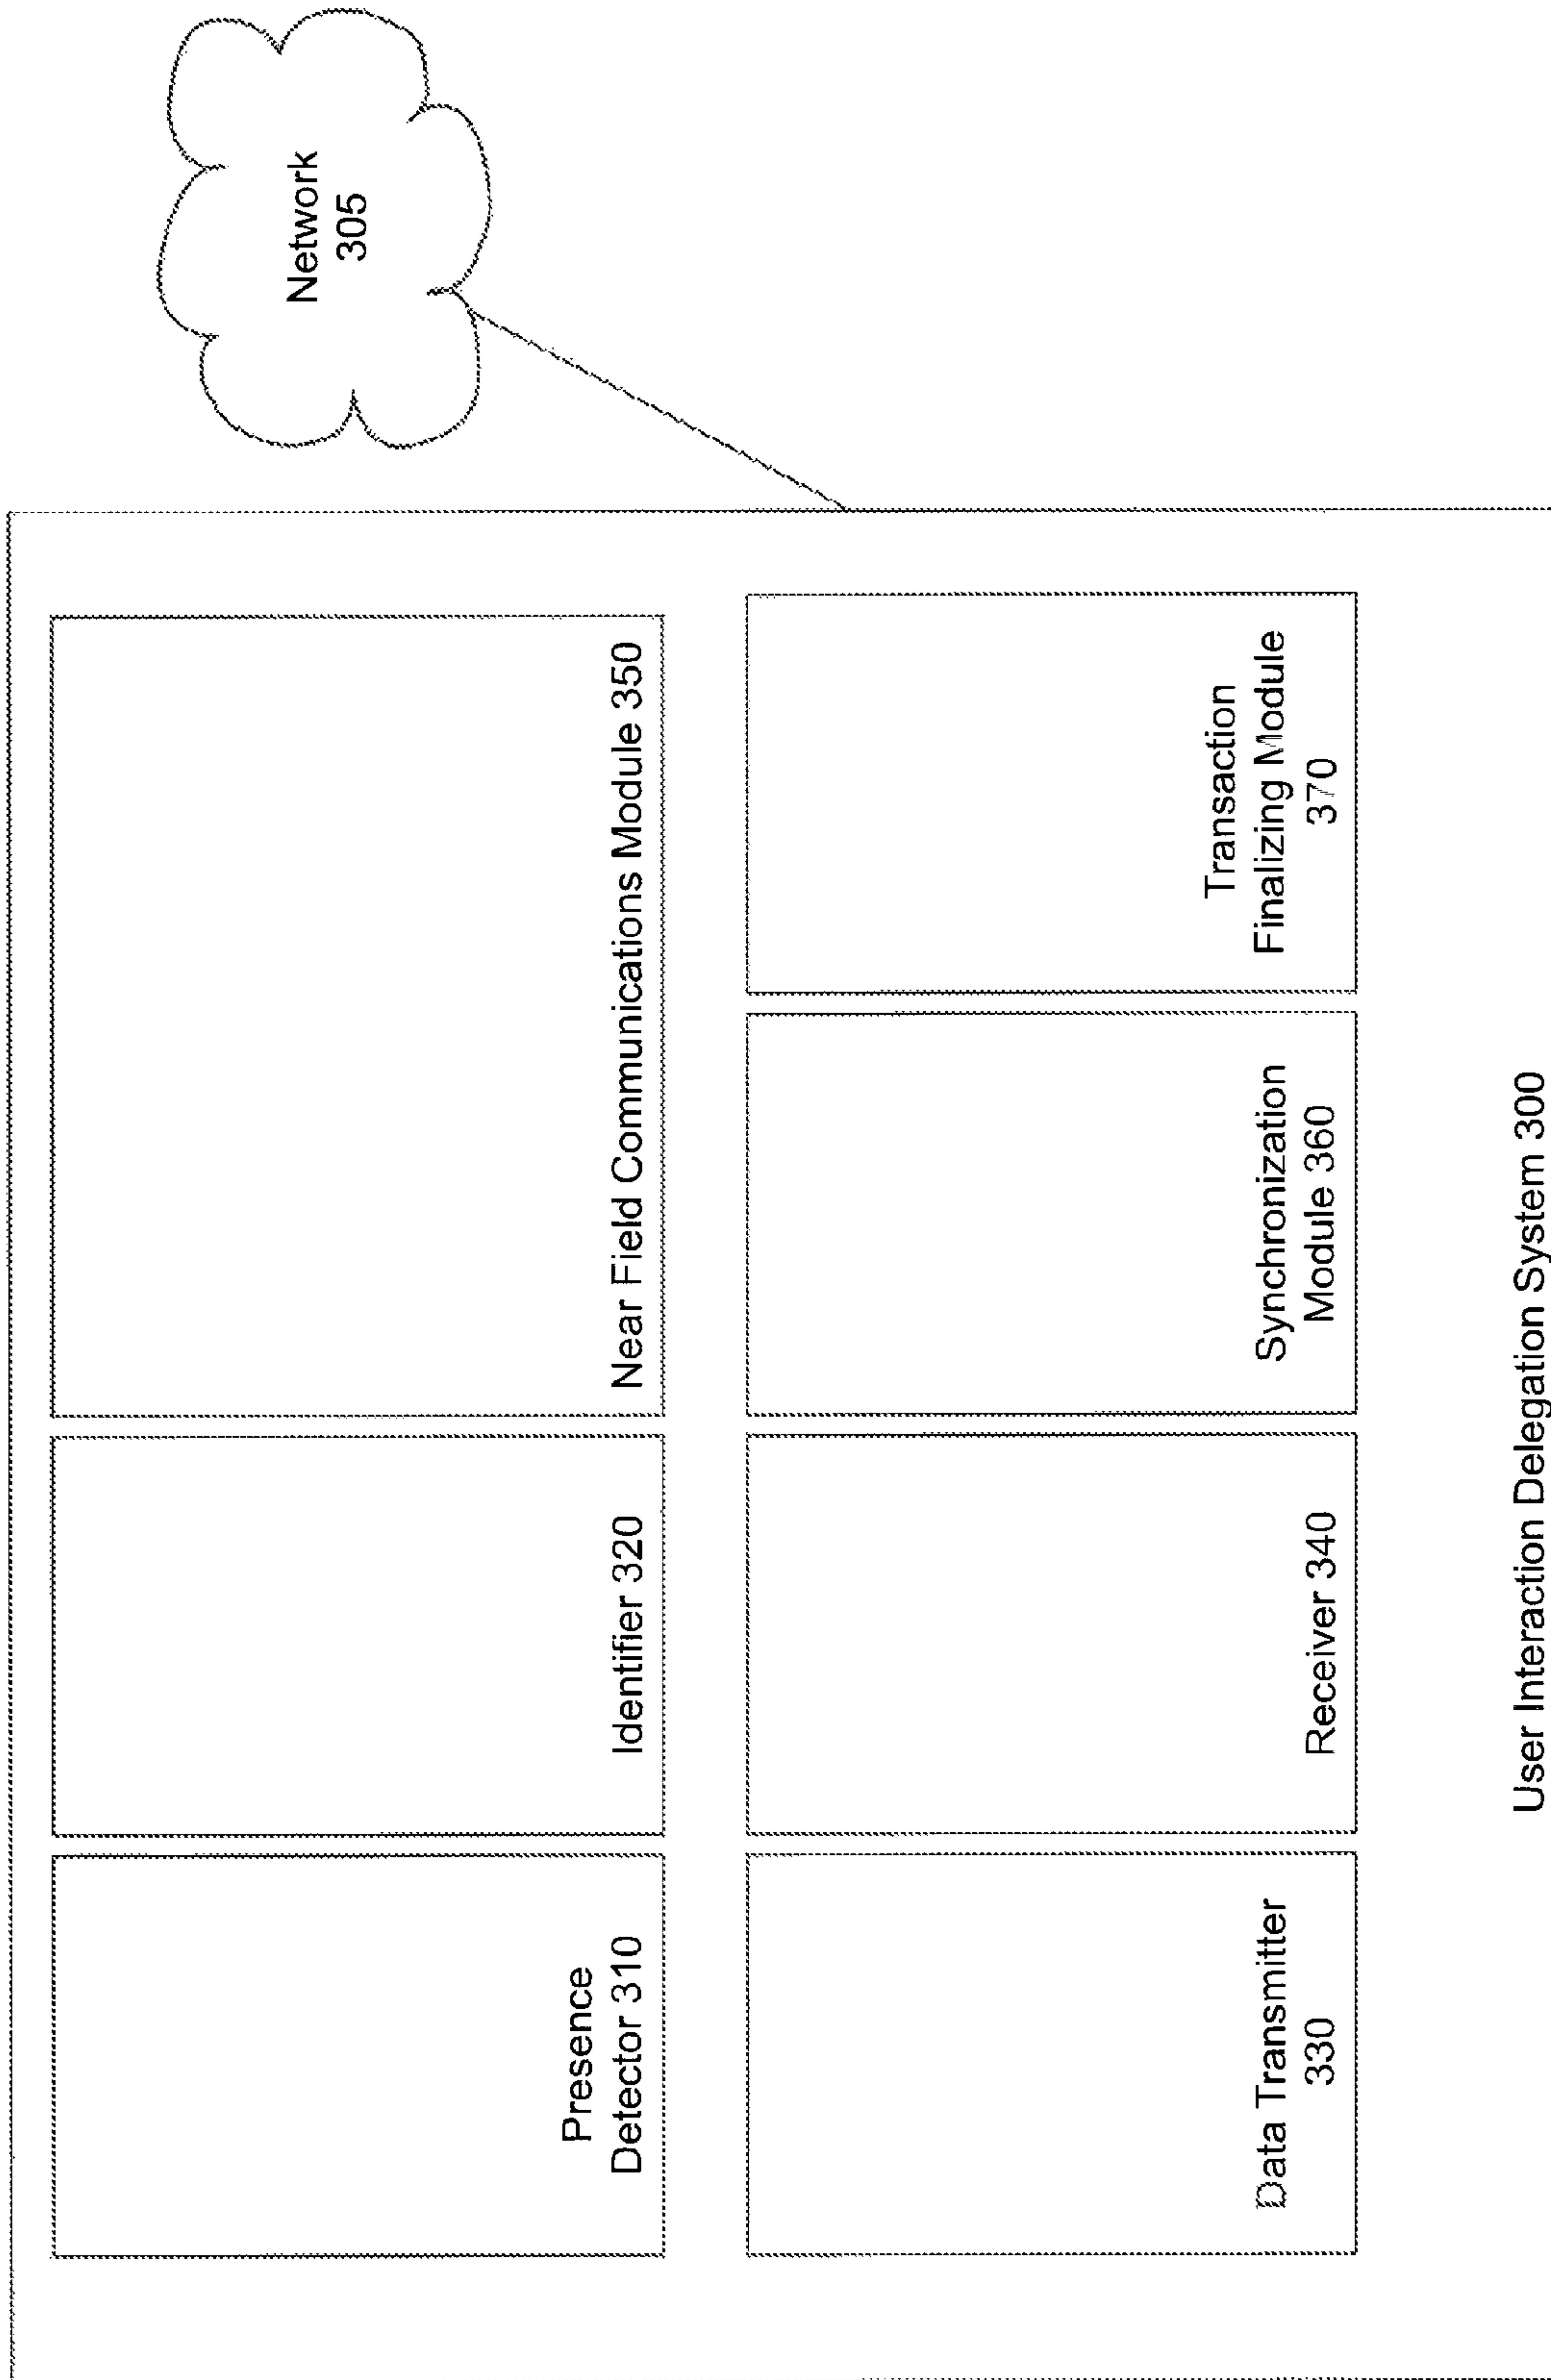 Network
305
Presence
Detector 310
Identifier 320
Near Field Communications Module 350
Data Transmitter
330
Receiver 340
Synchronization
Module 360
Transaction
Finalizing Module
370
User Interaction Delegation System 300